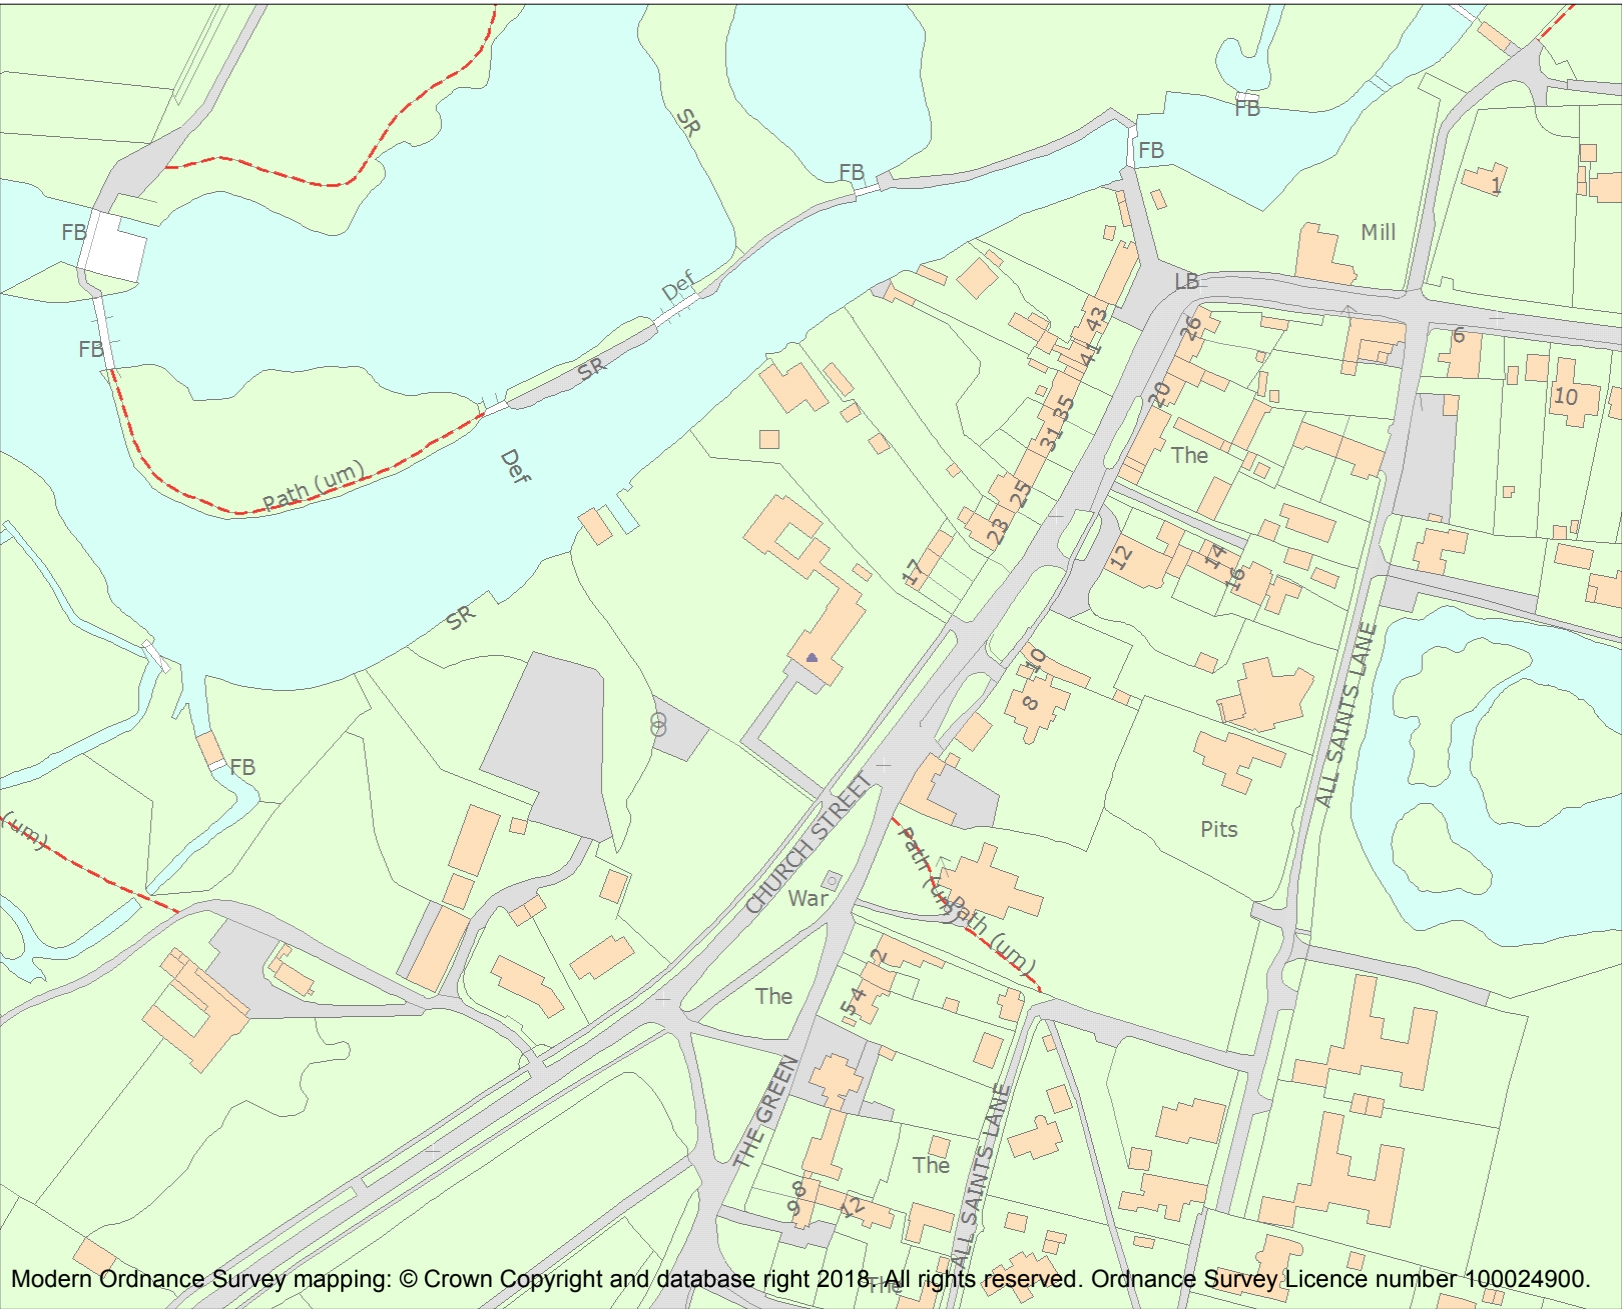 SR
FB
FB
1
FB
FB
FB
Mill
LB
Def
43
26
6
FB
41
SR
20
35
10
31
The
Def
Path (um)
25
23
12
14
17
16
SR
10
8
ALL SAINTS LANE
FB
(um)
CHURCH STREET
Pits
Path (um)
War
Path (um)
2
The
5 4
THE GREEN
ALL SAINTS LANE
The
8
9
12
The
Modern Ordnance Survey mapping: © Crown Copyright and database right 2018. All rights reserved. Ordnance Survey Licence number 100024900.